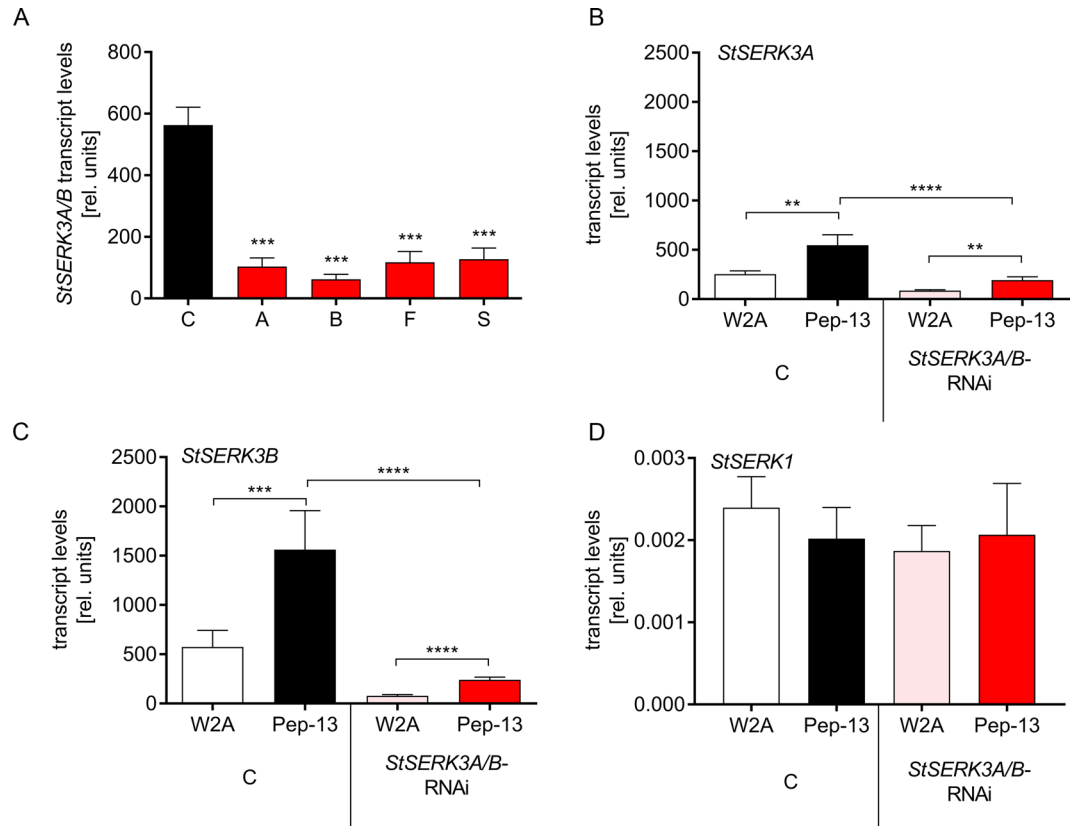 A
StSERK3A/B transcript levels
[rel. units]
800
600
400
200
0
***
***
***
***
C A B F S
B
StSERK3A
transcript levels
[rel. units]
2500
2000
1500
1000
500
0
**
****
**
W2A Pep-13 W2A Pep-13
C
StSERK3A/B-
RNAi
C
StSERK3B
transcript levels
[rel. units]
2500
2000
1500
1000
500
0
***
****
****
W2A Pep-13 W2A Pep-13
C
StSERK3A/B-
RNAi
D
StSERK1
transcript levels
[rel. units]
0.003
0.002
0.001
0.000
W2A Pep-13 W2A Pep-13
C
StSERK3A/B-
RNAi